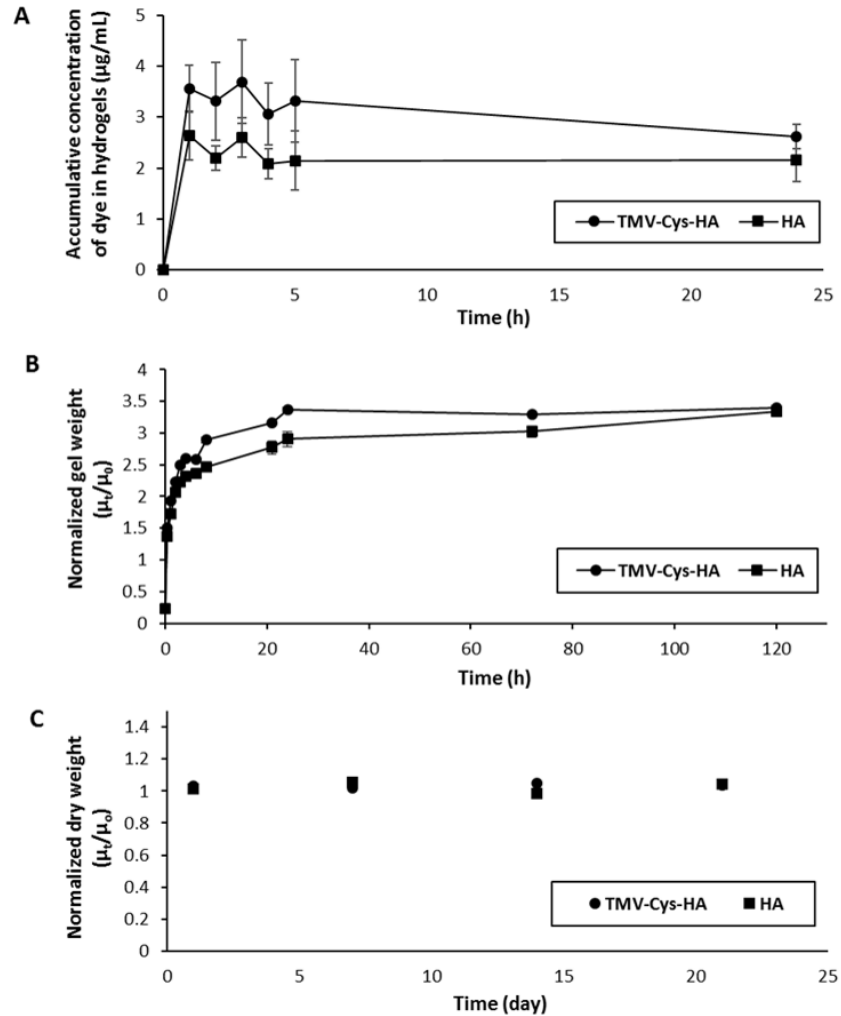 A
Accumulative concentration
of dye in hydrogels (µg/mL)
5
4
3
2
1
0
TMV-Cys-HA HA
0 5 10 15 20 25
Time (h)
B
Normalized gel weight
(µt/µ0)
4
3.5
3
2.5
2
1.5
1
0.5
0
TMV-Cys-HA HA
0 20 40 60 80 100 120
Time (h)
C
Normalized dry weight
(µt/µo)
1.4
1.2
1
0.8
0.6
0.4
0.2
0
TMV-Cys-HA HA
0 5 10 15 20 25
Time (day)